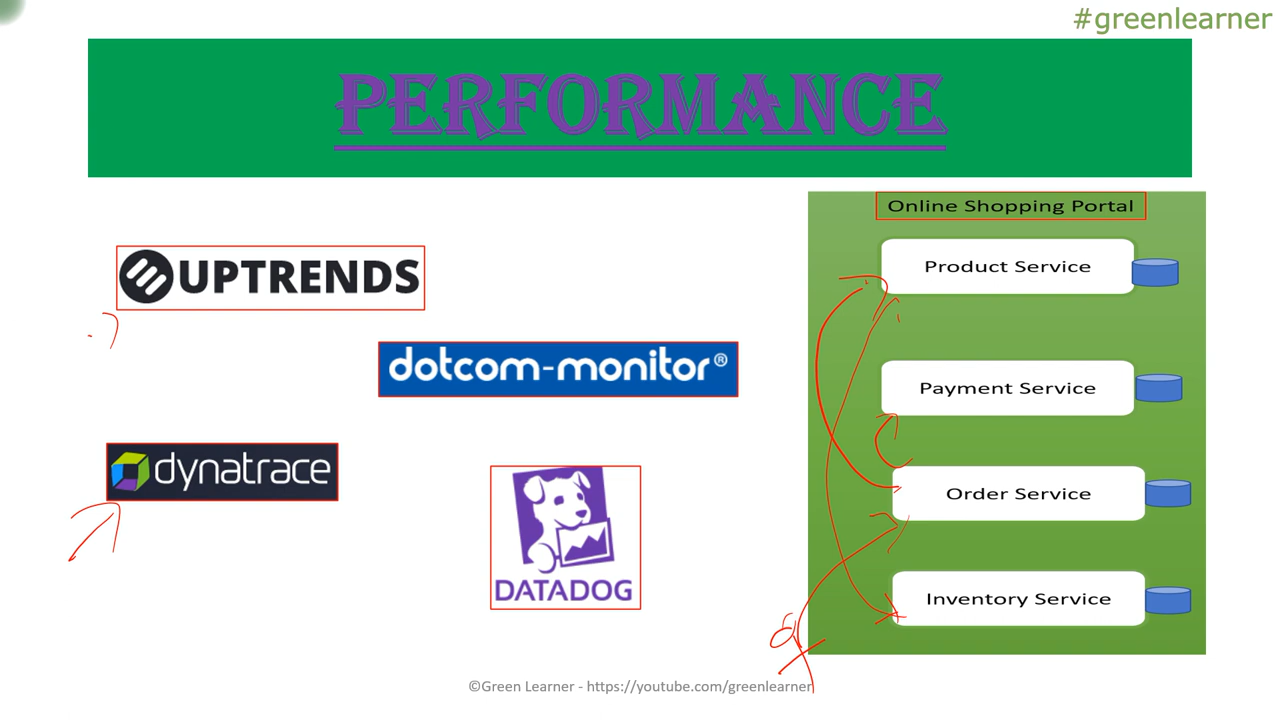 #greenlearner
PERFORMANCE
UPTRENDS
dotcom-monitor®
dynatrace
DATADOG
Online Shopping Portal
Product Service
Payment Service
Order Service
Inventory Service
©Green Learner - https://youtube.com/greenlearner